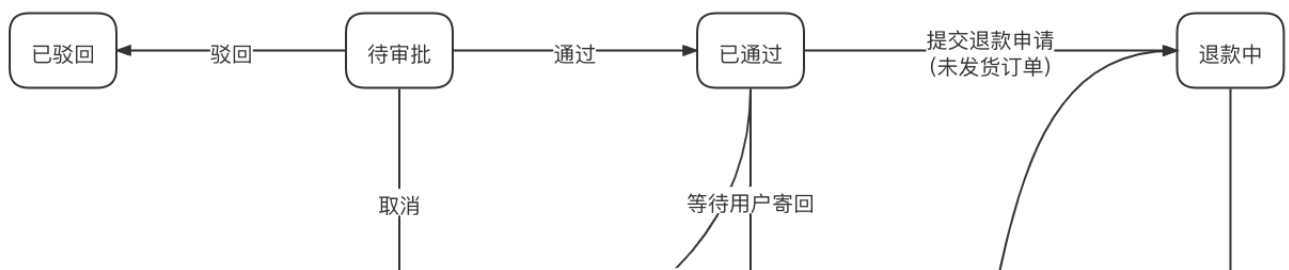 已驳回
驳回
待审批
通过
已通过
提交退款申请
(未发货订单)
退款中
取消
等待用户寄回